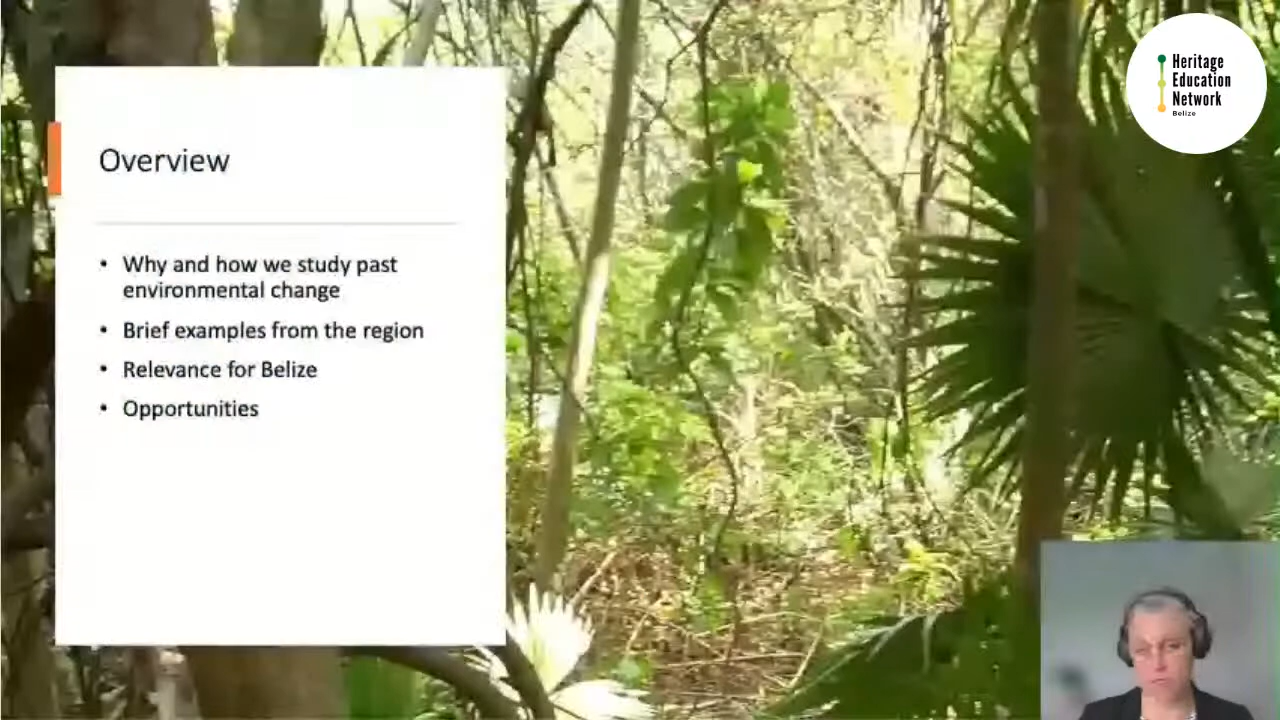 Overview
• Why and how we study past
environmental change
• Brief examples from the region
• Relevance for Belize
• Opportunities
Heritage
Education
Network
Belize